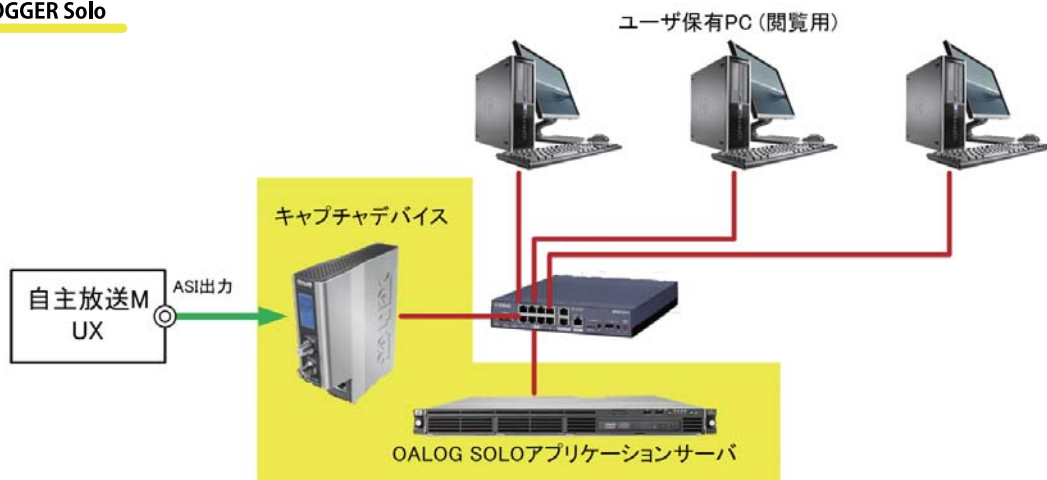 OGGER Solo
ユーザ保有PC (閲覧用)
キャプチャデバイス
ASI出力
自主放送M
UX
OALOG SOLOアプリケーションサーバ